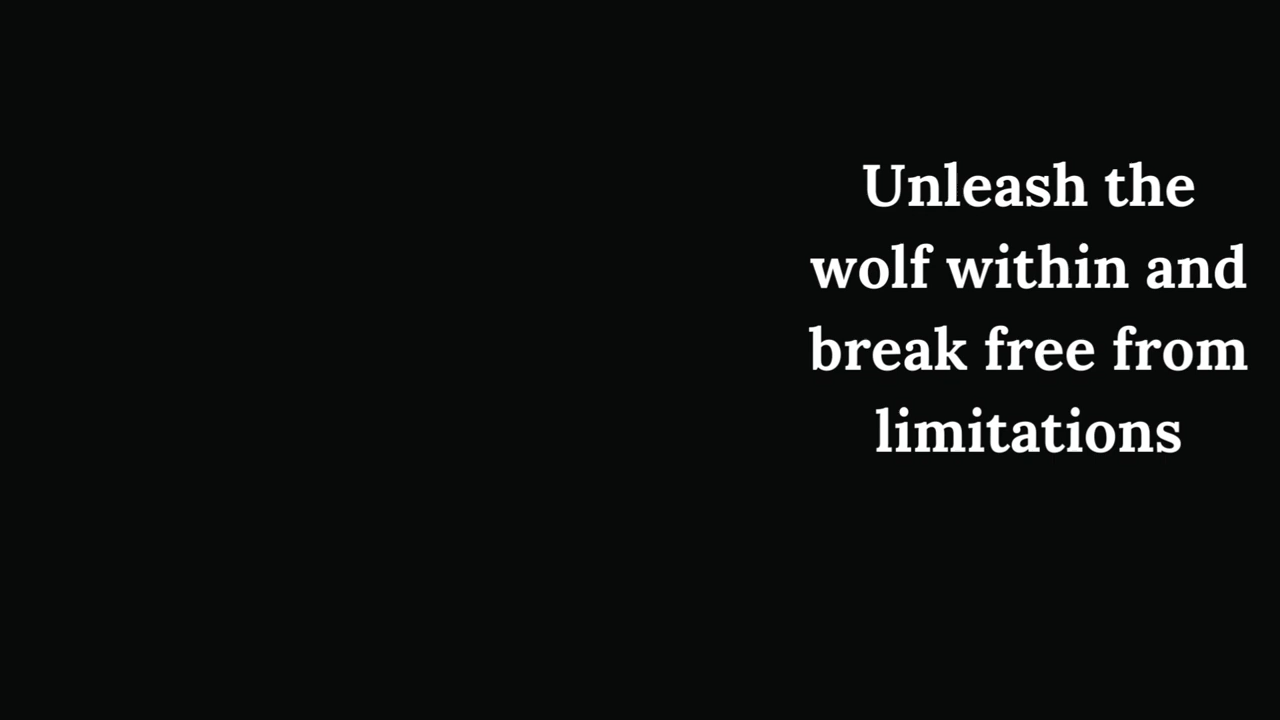 Unleash the
wolf within and
break free from
limitations